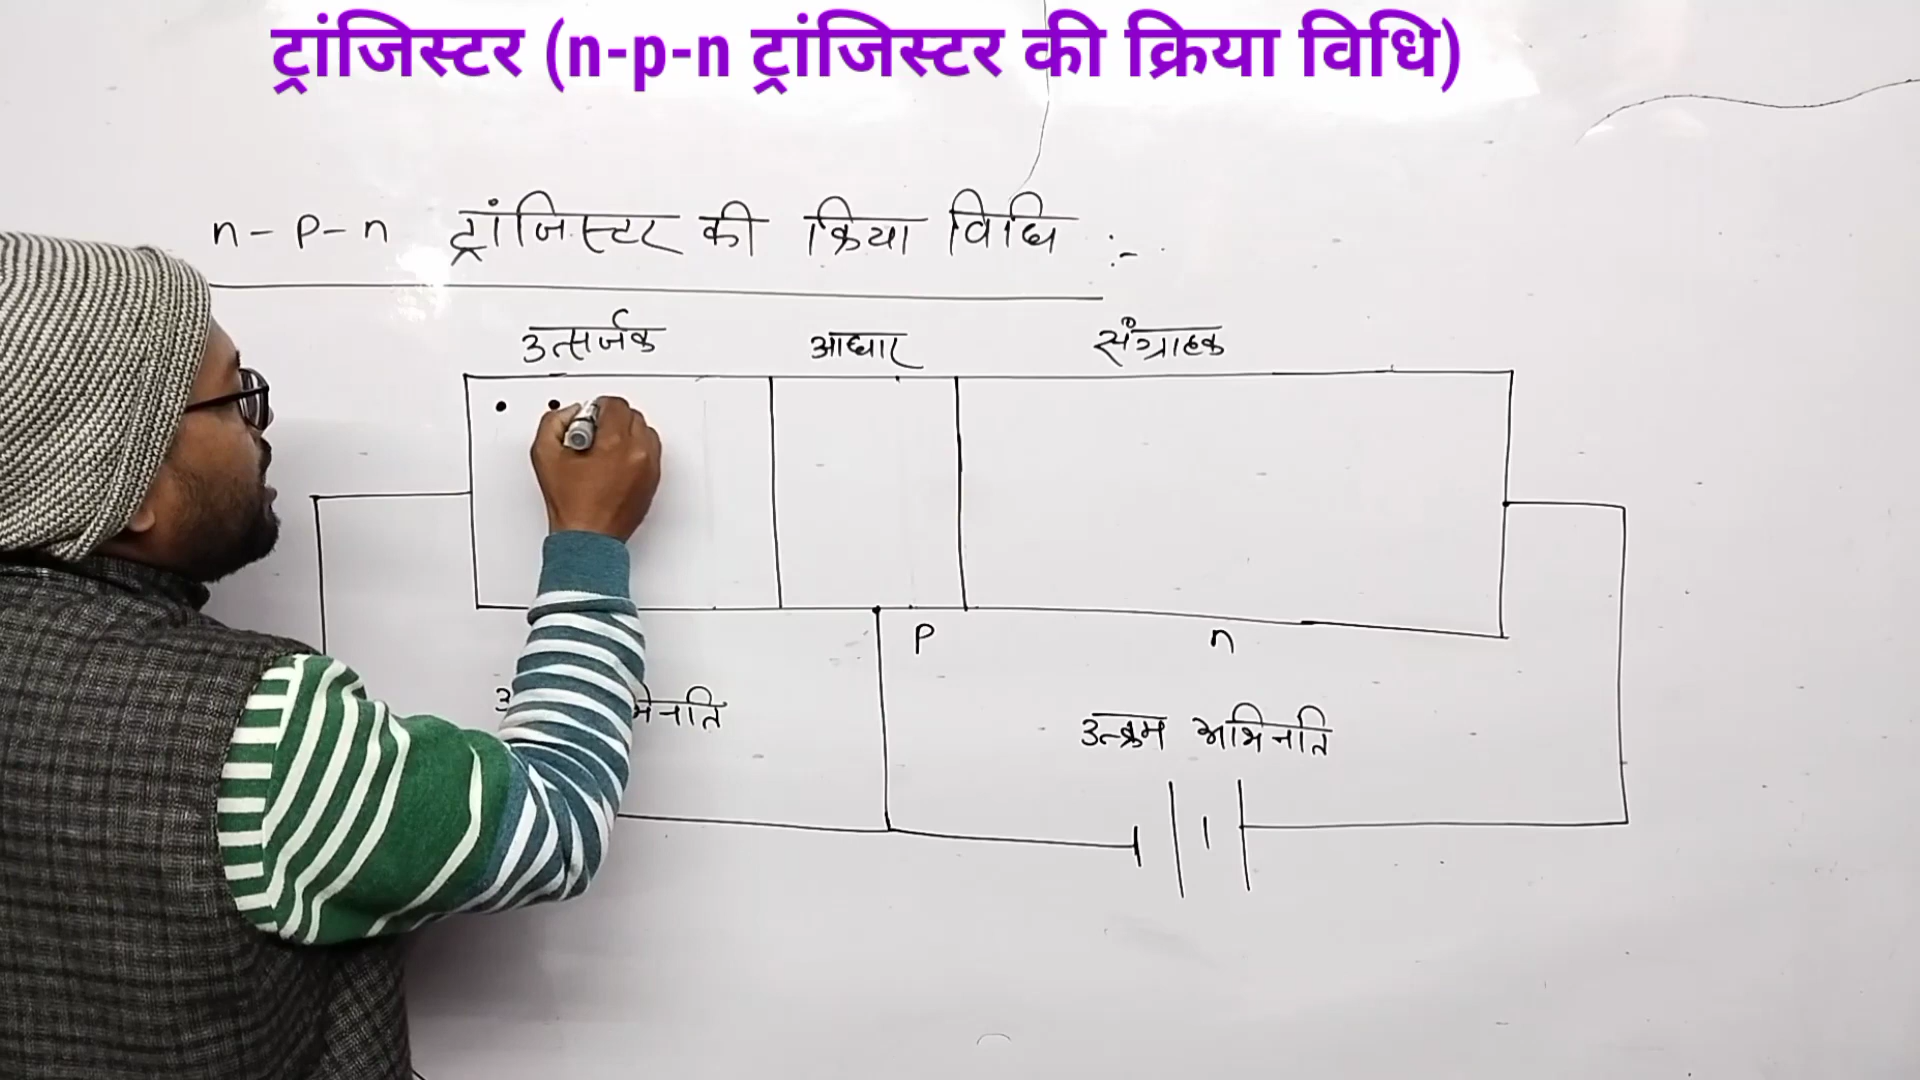 ट्रांजिस्टर (n-p-n ट्रांजिस्टर की क्रिया विधि)
n - p - n ट्रांजिस्टर की क्रिया विधि :-
उत्सर्जक आधार संग्राहक
p n
उत्क्रम अभिनति